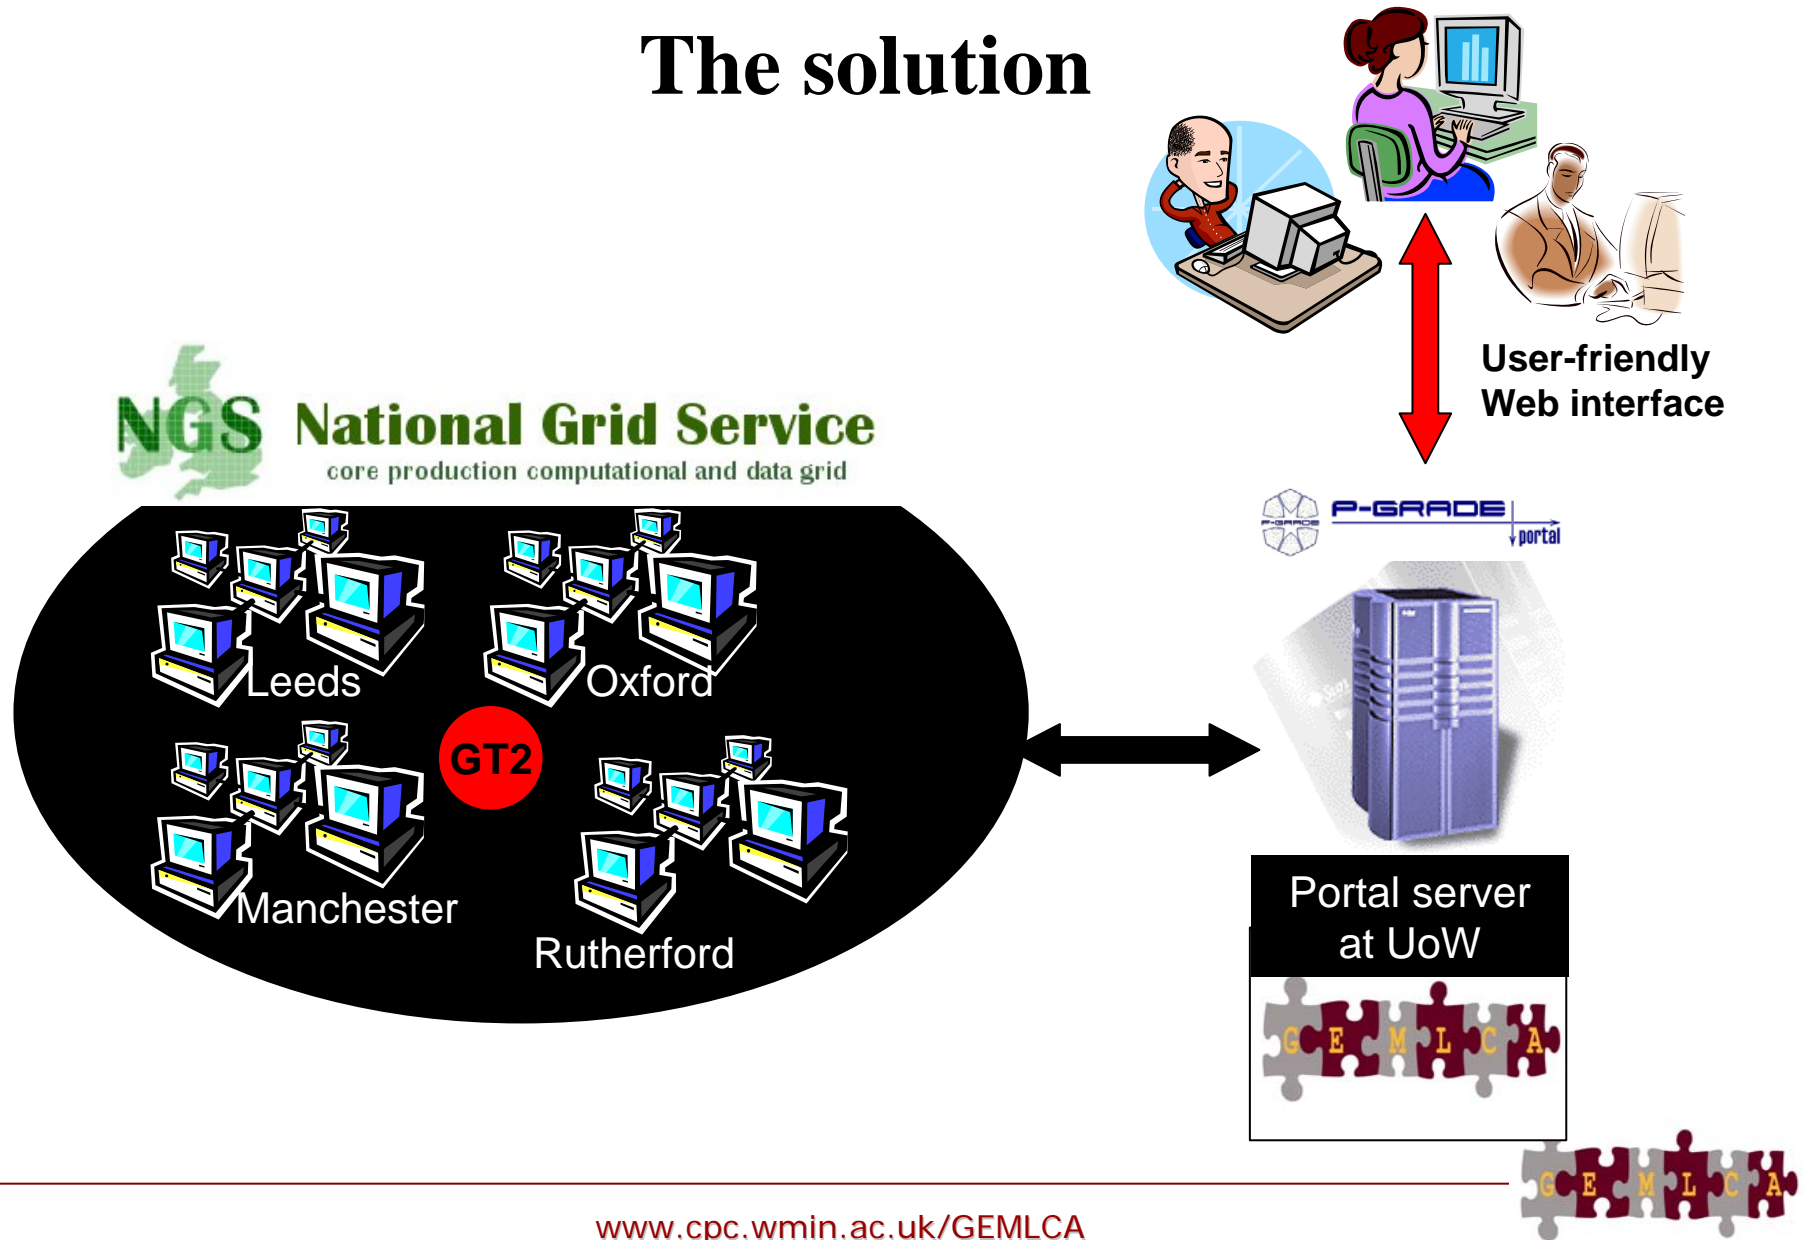 The solution
User-friendly
Web interface
NGS National Grid Service
core production computational and data grid
P-GRADE
P-GRADE
portal
Leeds
Oxford
GT2
Manchester
Rutherford
Portal server
at UoW
GEMLCA
GEMLCA
www.cpc.wmin.ac.uk/GEMLCA